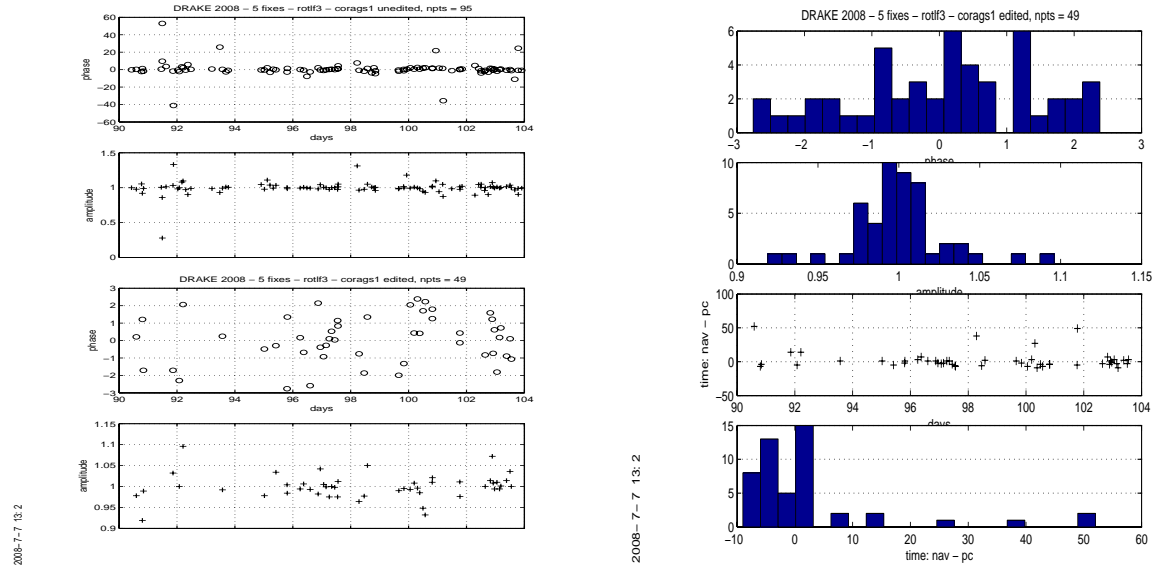 DRAKE 2008 – 5 fixes – rotlf3 – corags1 unedited, npts = 95
60
40
20
0
−20
−40
−60
phase
90 92 94 96 98 100 102 104
days
1.5
1
0.5
0
amplitude
DRAKE 2008 – 5 fixes – rotlf3 – corags1 edited, npts = 49
3
2
1
0
−1
−2
−3
phase
90 92 94 96 98 100 102 104
days
1.15
1.1
1.05
1
0.95
0.9
amplitude
2008−7−7 13: 2
DRAKE 2008 – 5 fixes – rotlf3 – corags1 edited, npts = 49
6
4
2
0
−3 −2 −1 0 1 2 3
phase
10
5
0
0.9 0.95 1 1.05 1.1 1.15
amplitude
100
50
0
−50
time: nav – pc
90 92 94 96 98 100 102 104
days
15
10
5
0
−10 0 10 20 30 40 50 60
time: nav – pc
2008−7−7 13: 2